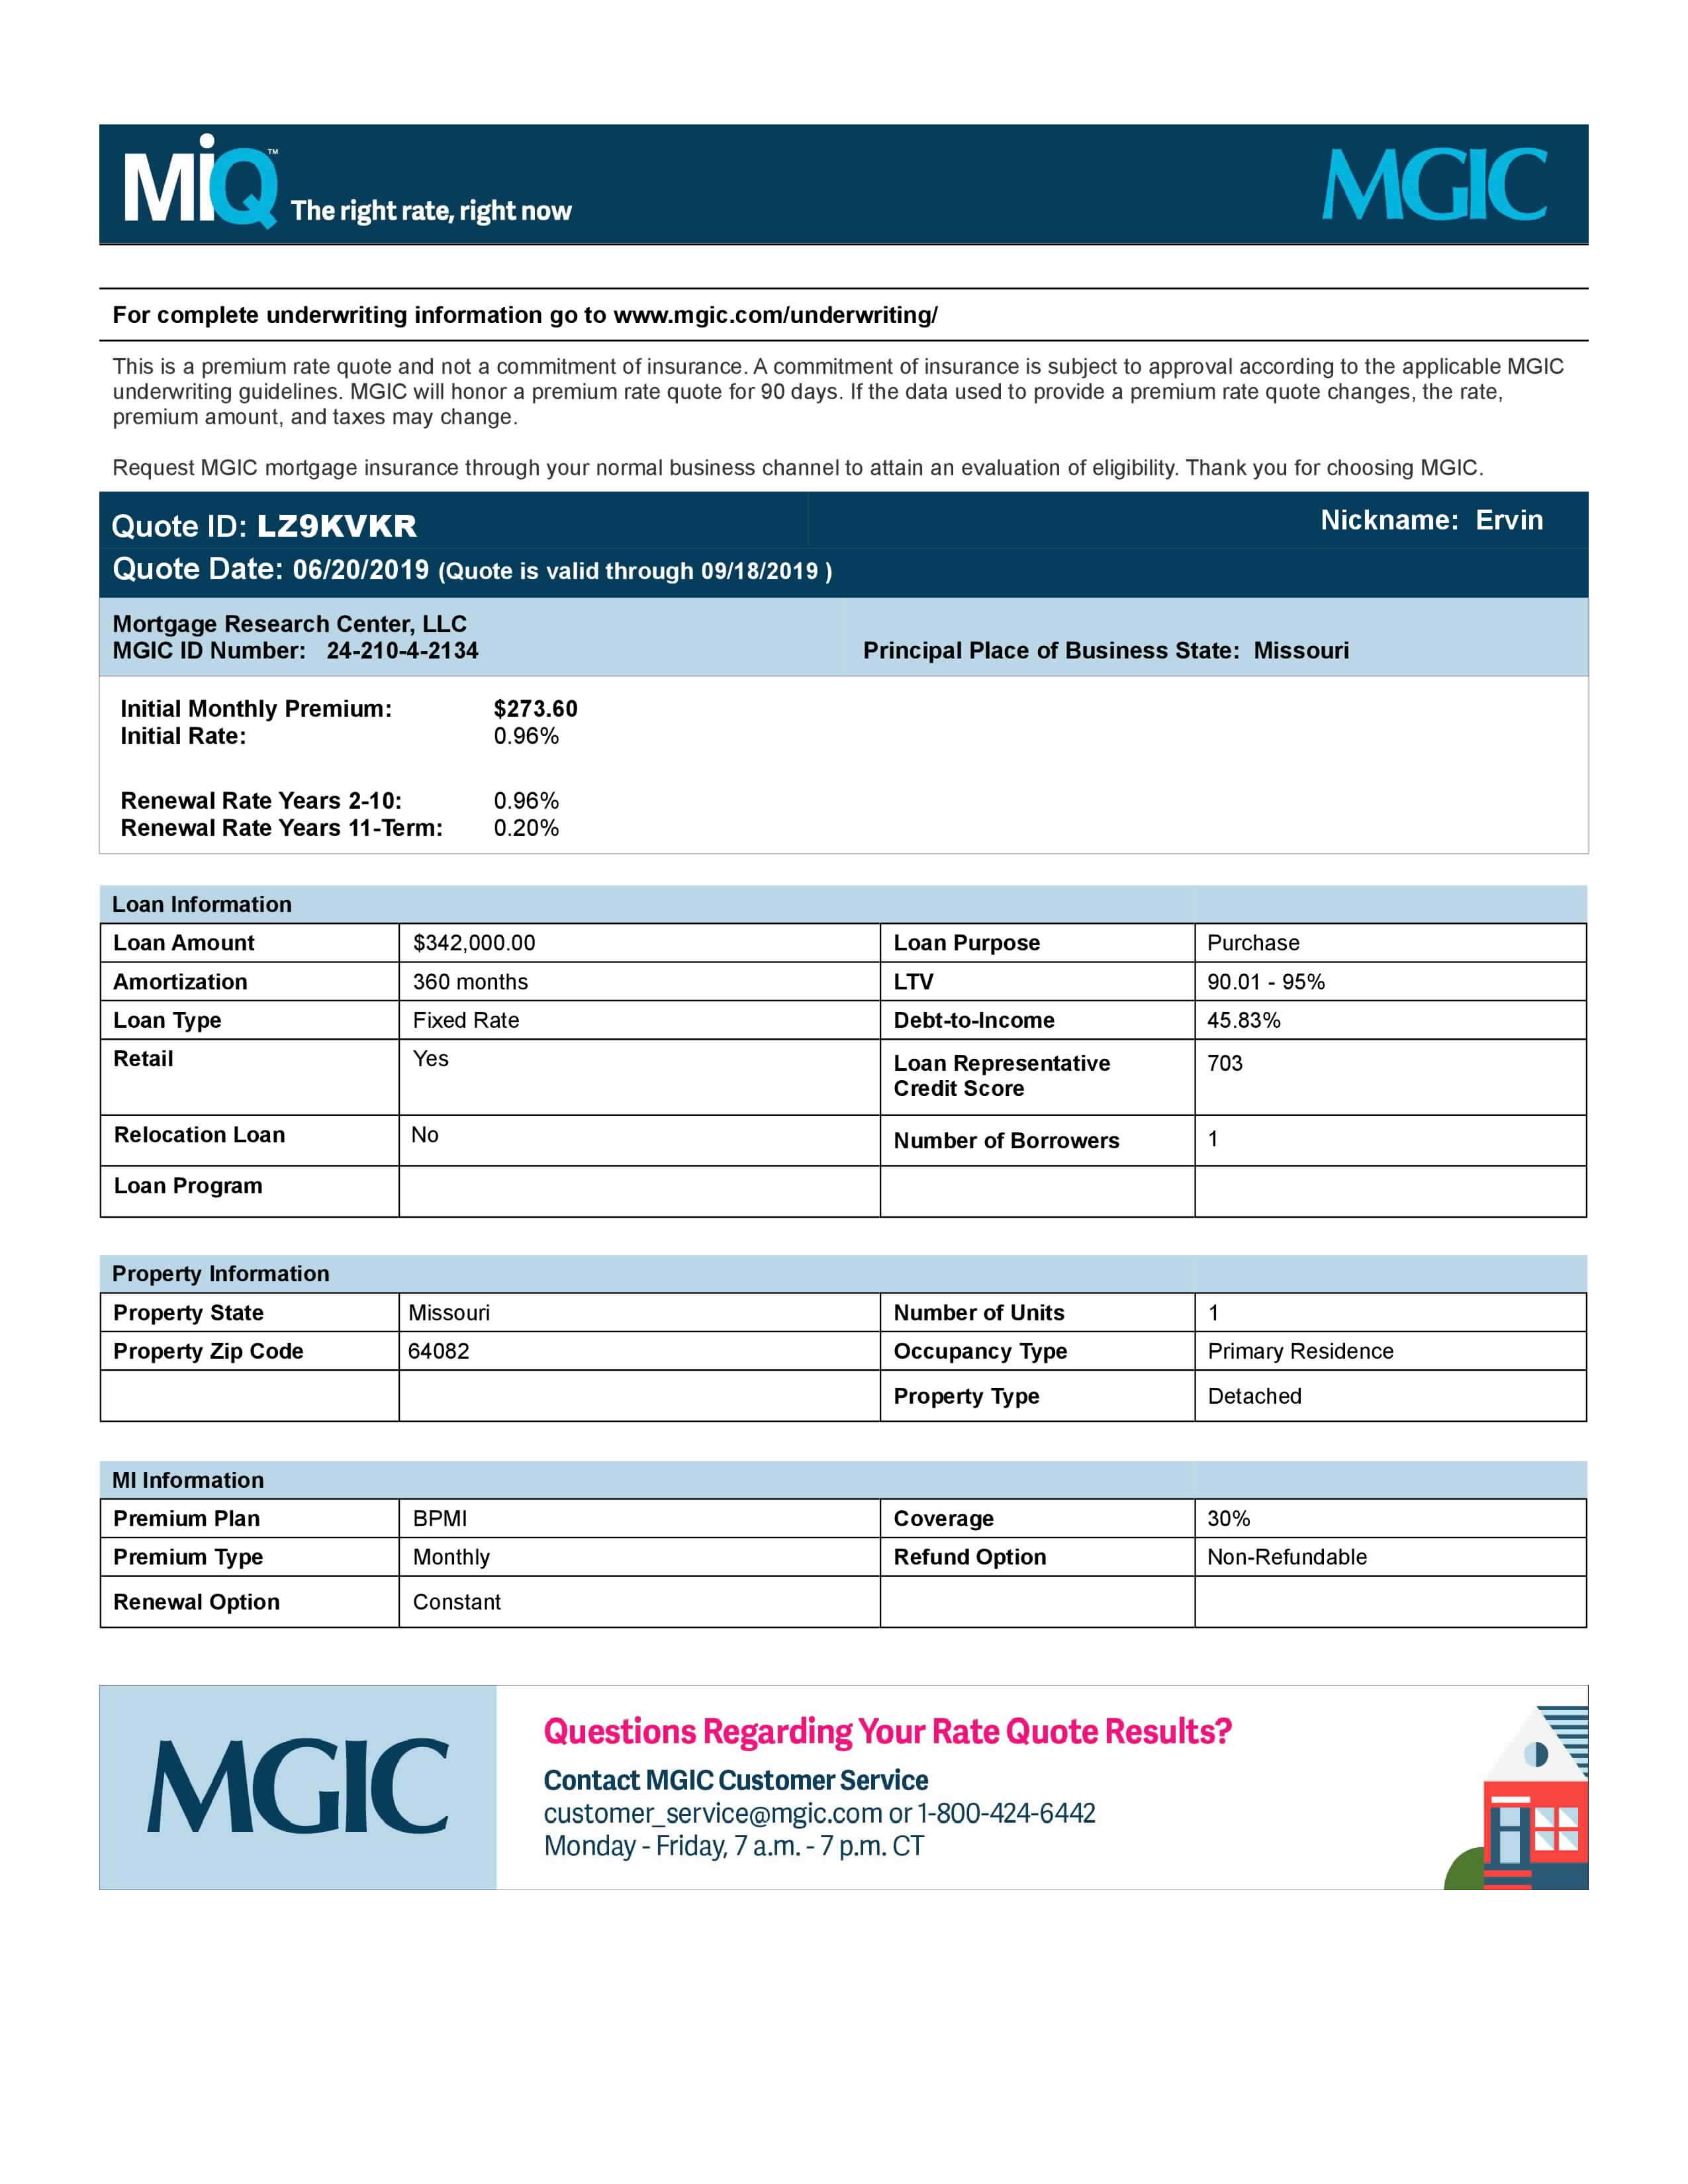 MiQ™ The right rate, right now MGIC
For complete underwriting information go to www.mgic.com/underwriting/
This is a premium rate quote and not a commitment of insurance. A commitment of insurance is subject to approval according to the applicable MGIC
underwriting guidelines. MGIC will honor a premium rate quote for 90 days. If the data used to provide a premium rate quote changes, the rate,
premium amount, and taxes may change.
Request MGIC mortgage insurance through your normal business channel to attain an evaluation of eligibility. Thank you for choosing MGIC.
Quote ID: LZ9KVKR Nickname: Ervin
Quote Date: 06/20/2019 (Quote is valid through 09/18/2019 )
Mortgage Research Center, LLC
MGIC ID Number: 24-210-4-2134 Principal Place of Business State: Missouri
Initial Monthly Premium: $273.60
Initial Rate: 0.96%
Renewal Rate Years 2-10: 0.96%
Renewal Rate Years 11-Term: 0.20%
Loan Information
Loan Amount $342,000.00 Loan Purpose Purchase
Amortization 360 months LTV 90.01 - 95%
Loan Type Fixed Rate Debt-to-Income 45.83%
Retail Yes Loan Representative 703
Credit Score
Relocation Loan No Number of Borrowers 1
Loan Program
Property Information
Property State Missouri Number of Units 1
Property Zip Code 64082 Occupancy Type Primary Residence
Property Type Detached
MI Information
Premium Plan BPMI Coverage 30%
Premium Type Monthly Refund Option Non-Refundable
Renewal Option Constant
MGIC
Questions Regarding Your Rate Quote Results?
Contact MGIC Customer Service
customer_service@mgic.com or 1-800-424-6442
Monday - Friday, 7 a.m. - 7 p.m. CT